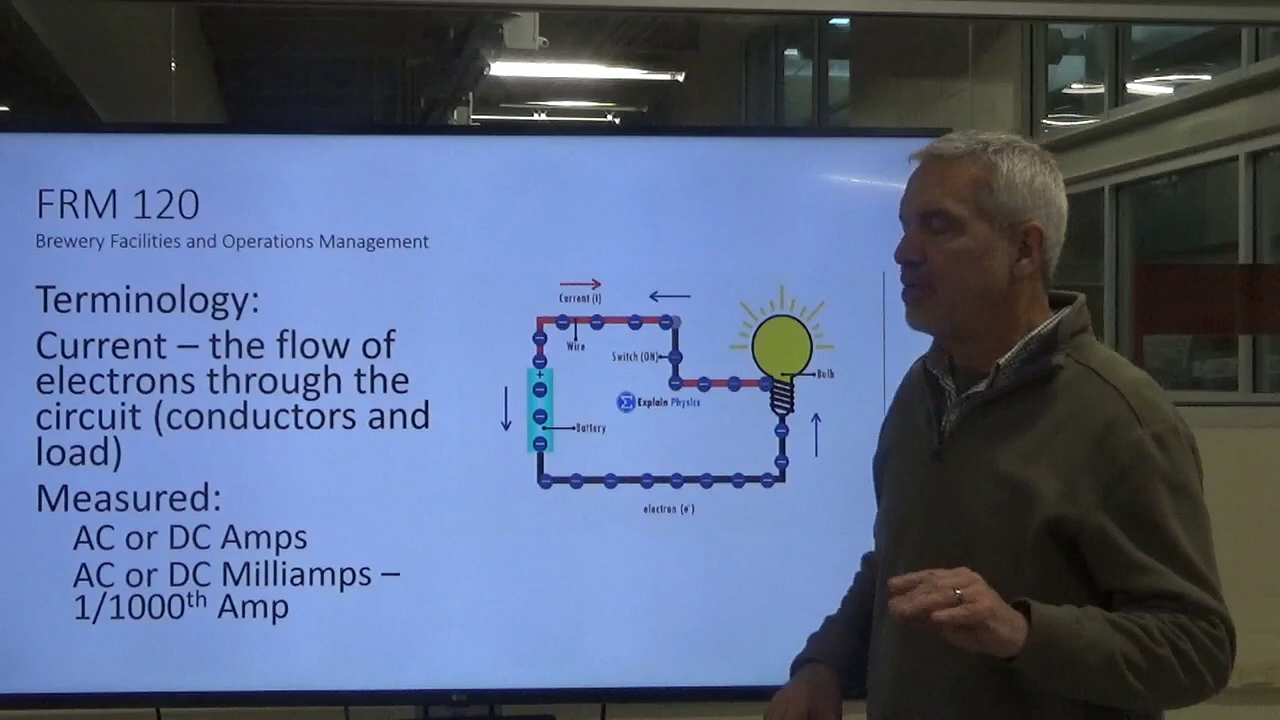 FRM 120
Brewery Facilities and Operations Management
Terminology:
Current – the flow of
electrons through the
circuit (conductors and
load)
Measured:
AC or DC Amps
AC or DC Milliamps –
1/1000th Amp
Current (I)
Wire
Switch (ON)
Bulb
+
Explain Physics
Battery
electron (e⁻)
LG